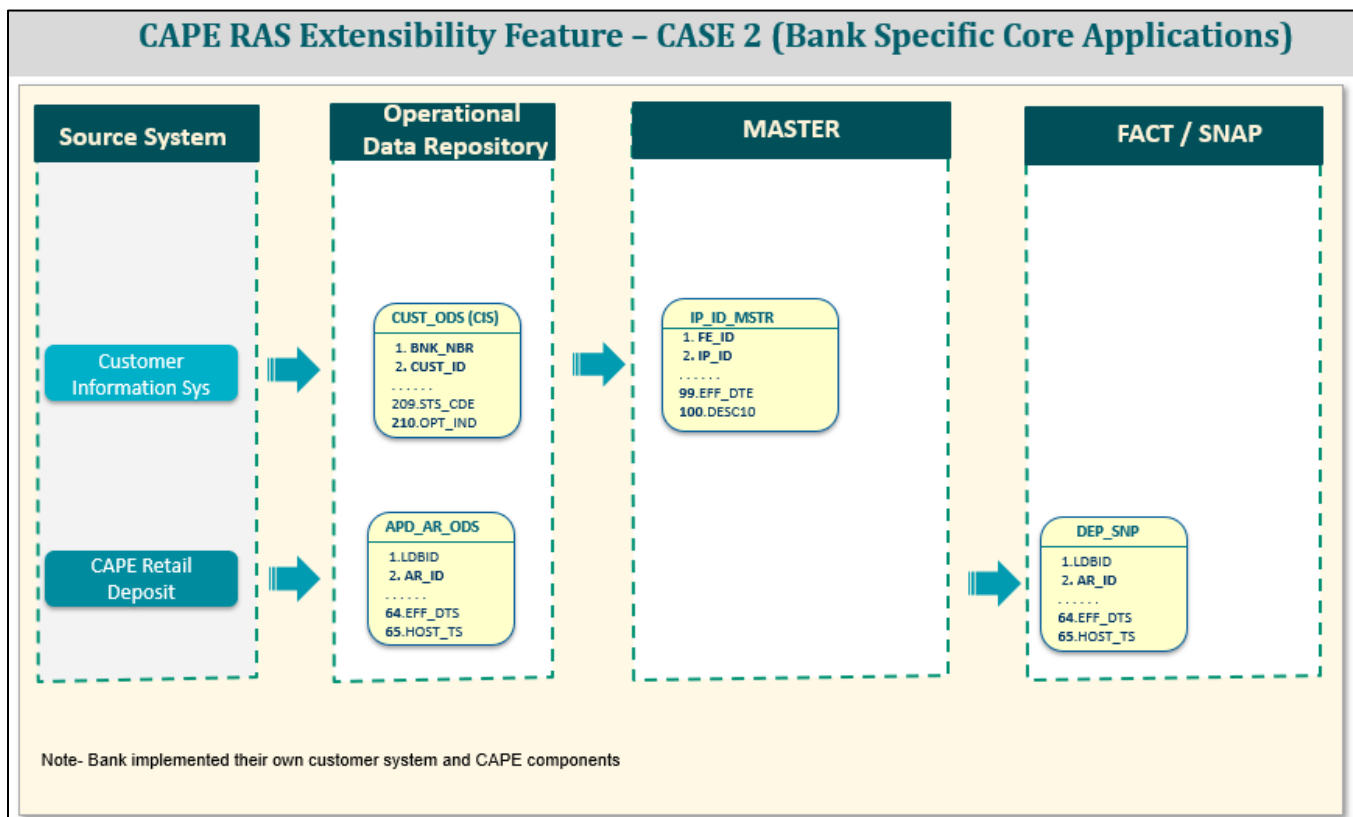 CAPE RAS Extensibility Feature – CASE 2 (Bank Specific Core Applications)
Source System
Operational
Data Repository
MASTER
FACT / SNAP
Customer
Information Sys
CUST_ODS (CIS)
1. BNK_NBR
2. CUST_ID
. . . . . .
209.STS_CDE
210.OPT_IND
IP_ID_MSTR
1. FE_ID
2. IP_ID
. . . . . .
99.EFF_DTE
100.DESC10
CAPE Retail
Deposit
APD_AR_ODS
1.LDBID
2. AR_ID
. . . . . .
64.EFF_DTS
65.HOST_TS
DEP_SNP
1.LDBID
2. AR_ID
. . . . . .
64.EFF_DTS
65.HOST_TS
Note- Bank implemented their own customer system and CAPE components